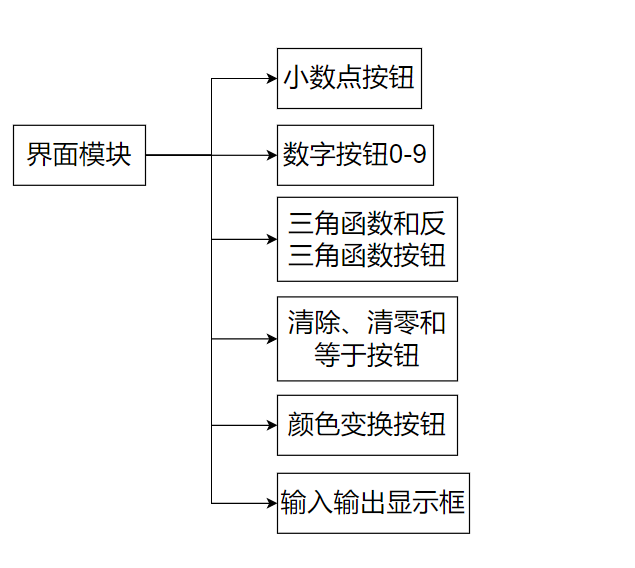 小数点按钮
界面模块
数字按钮0-9
三角函数和反
三角函数按钮
清除、清零和
等于按钮
颜色变换按钮
输入输出显示框